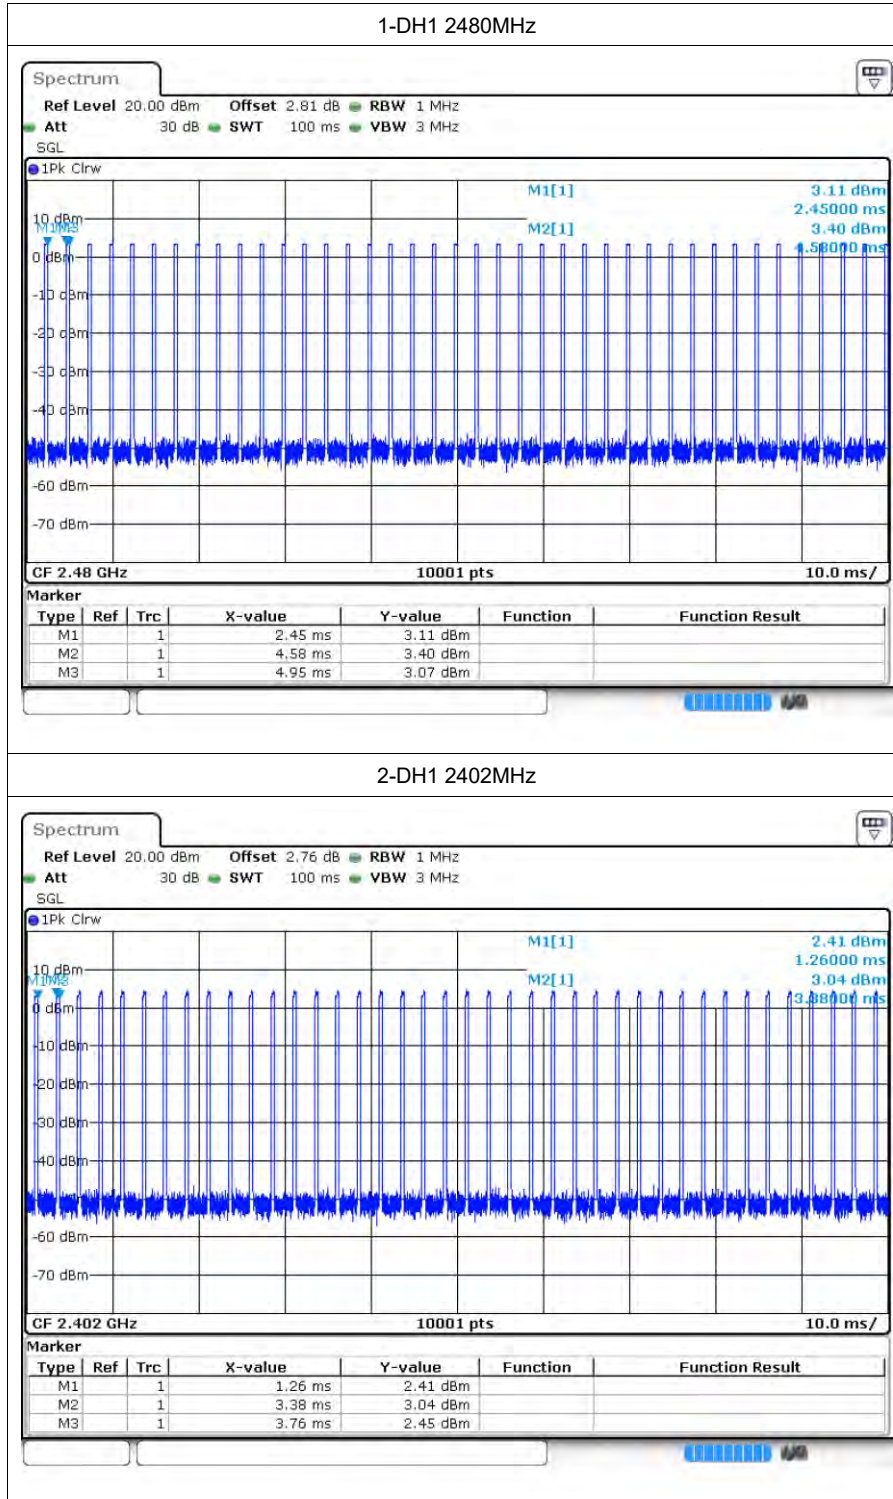 1-DH1 2480MHz
Spectrum
Ref Level 20.00 dBm Offset 2.81 dB RBW 1 MHz
Att 30 dB SWT 100 ms VBW 3 MHz
SGL
1Pk Clrw
M1[1] 3.11 dBm
2.45000 ms
10 dBm
M2[1] 3.40 dBm
4.58000 ms
0 dBm
-10 dBm
-20 dBm
-30 dBm
-40 dBm
-60 dBm
-70 dBm
CF 2.48 GHz 10001 pts 10.0 ms/
Marker
Type Ref Trc X-value Y-value Function Function Result
M1 1 2.45 ms 3.11 dBm
M2 1 4.58 ms 3.40 dBm
M3 1 4.95 ms 3.07 dBm
2-DH1 2402MHz
Spectrum
Ref Level 20.00 dBm Offset 2.76 dB RBW 1 MHz
Att 30 dB SWT 100 ms VBW 3 MHz
SGL
1Pk Clrw
M1[1] 2.41 dBm
1.26000 ms
10 dBm
M2[1] 3.04 dBm
3.38000 ms
0 dBm
-10 dBm
-20 dBm
-30 dBm
-40 dBm
-60 dBm
-70 dBm
CF 2.402 GHz 10001 pts 10.0 ms/
Marker
Type Ref Trc X-value Y-value Function Function Result
M1 1 1.26 ms 2.41 dBm
M2 1 3.38 ms 3.04 dBm
M3 1 3.76 ms 2.45 dBm